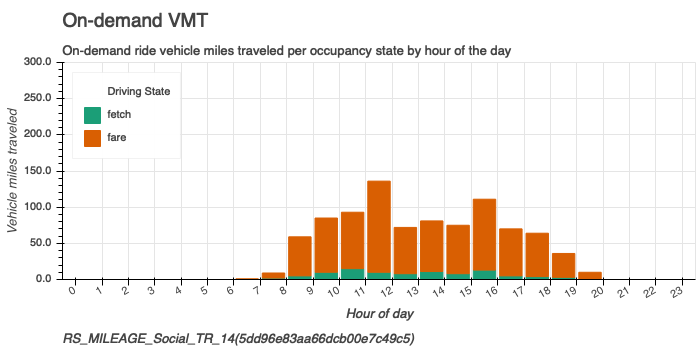 On-demand VMT
On-demand ride vehicle miles traveled per occupancy state by hour of the day
300.0
250.0
200.0
150.0
100.0
50.0
0.0
Vehicle miles traveled
Driving State
fetch
fare
0 1 2 3 4 5 6 7 8 9 10 11 12 13 14 15 16 17 18 19 20 21 22 23
Hour of day
RS_MILEAGE_Social_TR_14(5dd96e83aa66dcb00e7c49c5)